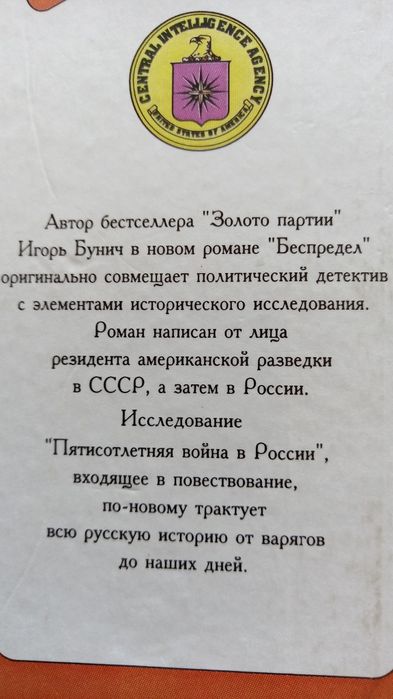 CENTRAL INTELLIGENCE AGENCY
UNITED STATES OF AMERICA
Автор бестселлера "Золото партии"
Игорь Бунич в новом романе "Беспредел"
оригинально совмещает политический детектив
с элементами исторического исследования.
Роман написан от лица
резидента американской разведки
в СССР, а затем в России.
Исследование
"Пятисотлетняя война в России",
входящее в повествование,
по-новому трактует
всю русскую историю от варягов
до наших дней.